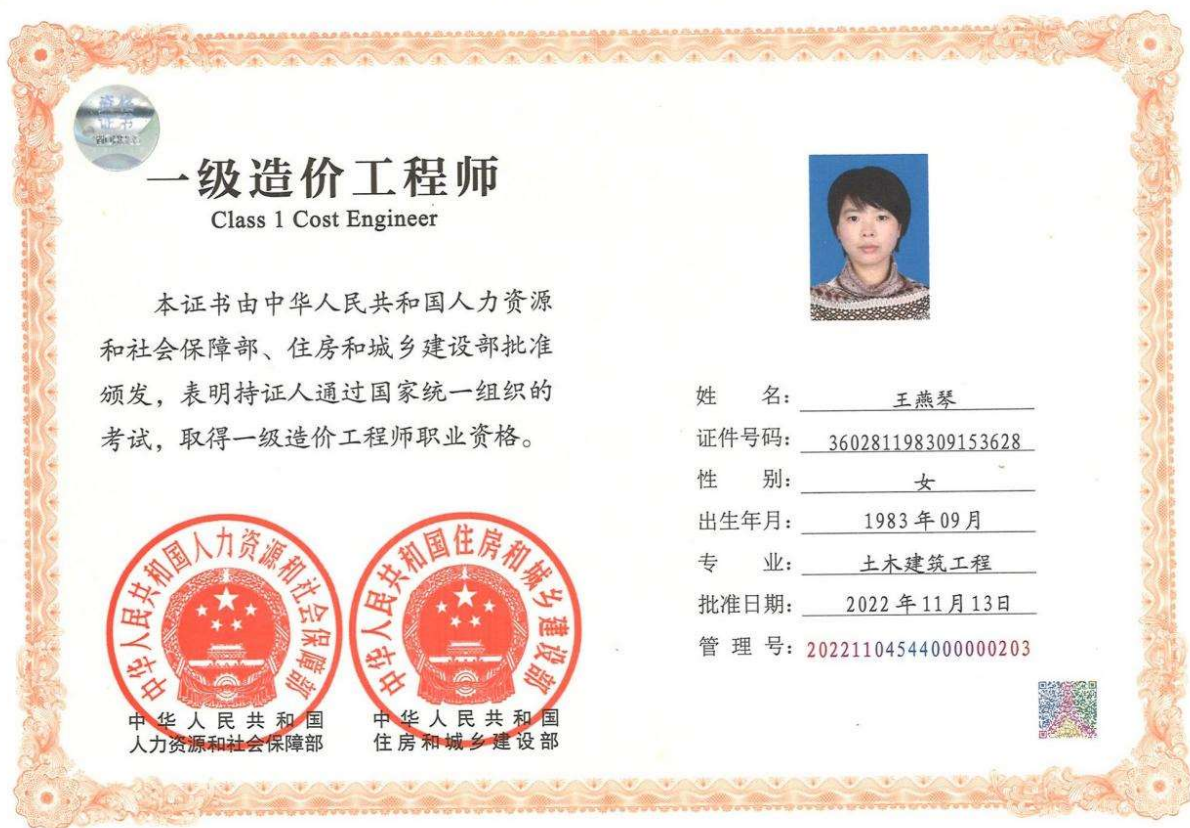 资格
证书
一级造价工程师
Class 1 Cost Engineer
本证书由中华人民共和国人力资源
和社会保障部、住房和城乡建设部批准
颁发，表明持证人通过国家统一组织的
考试，取得一级造价工程师职业资格。
中华人民共和国人力资源和社会保障部
中华人民共和国
人力资源和社会保障部
中华人民共和国住房和城乡建设部
中华人民共和国
住房和城乡建设部
姓 名：王燕琴
证件号码：360281198309153628
性 别：女
出生年月：1983年09月
专 业：土木建筑工程
批准日期：2022年11月13日
管 理 号：20221104544000000203